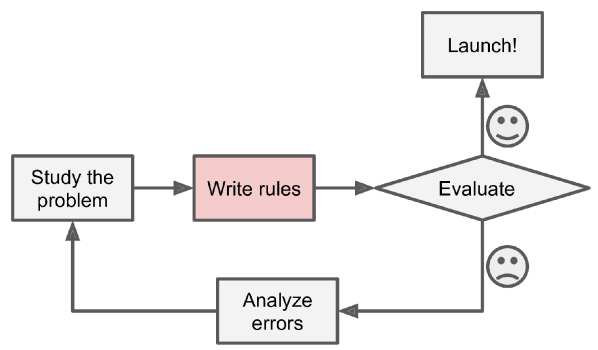 Launch!
Study the
problem
Write rules
Evaluate
Analyze
errors